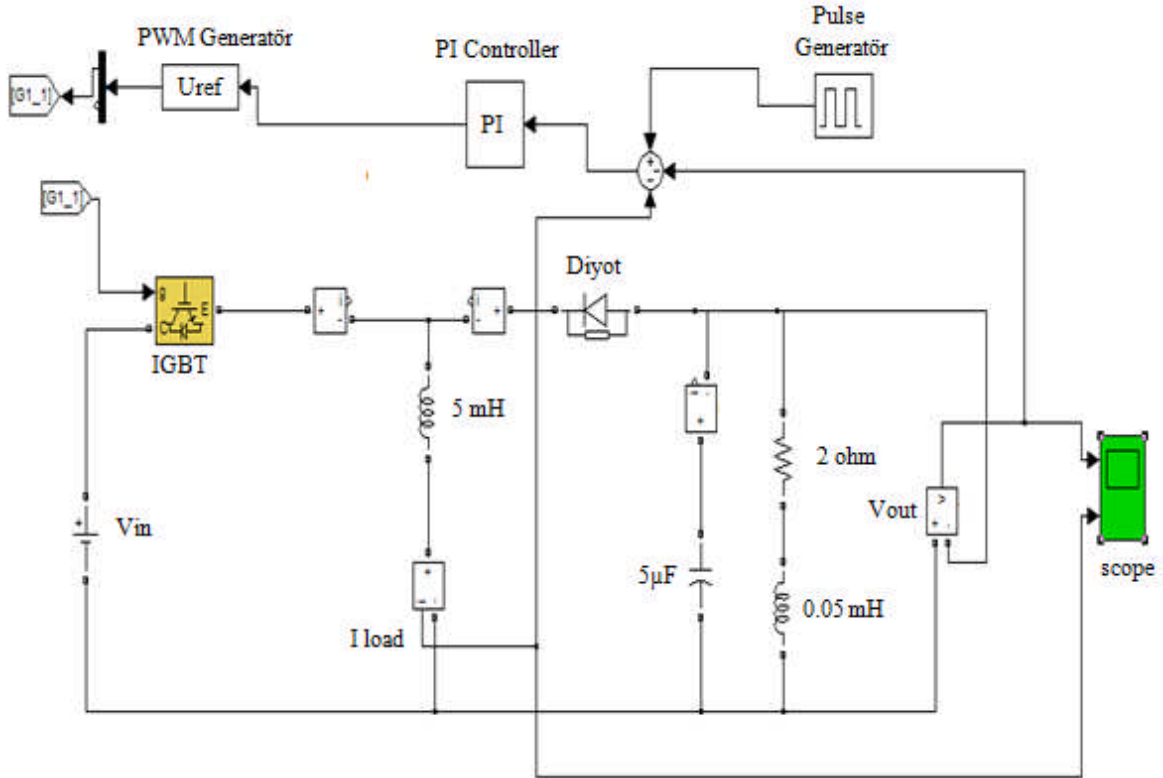 Pulse
Generatör
PWM Generatör
PI Controller
[G1_1]
Uref
PI
+
-
-
[G1_1]
Diyot
g
C
E
IGBT
i
+
-
i
-
+
5 mH
i
-
+
2 ohm
Vout
v
+ -
+
Vin
5µF
0.05 mH
scope
+
i -
I load